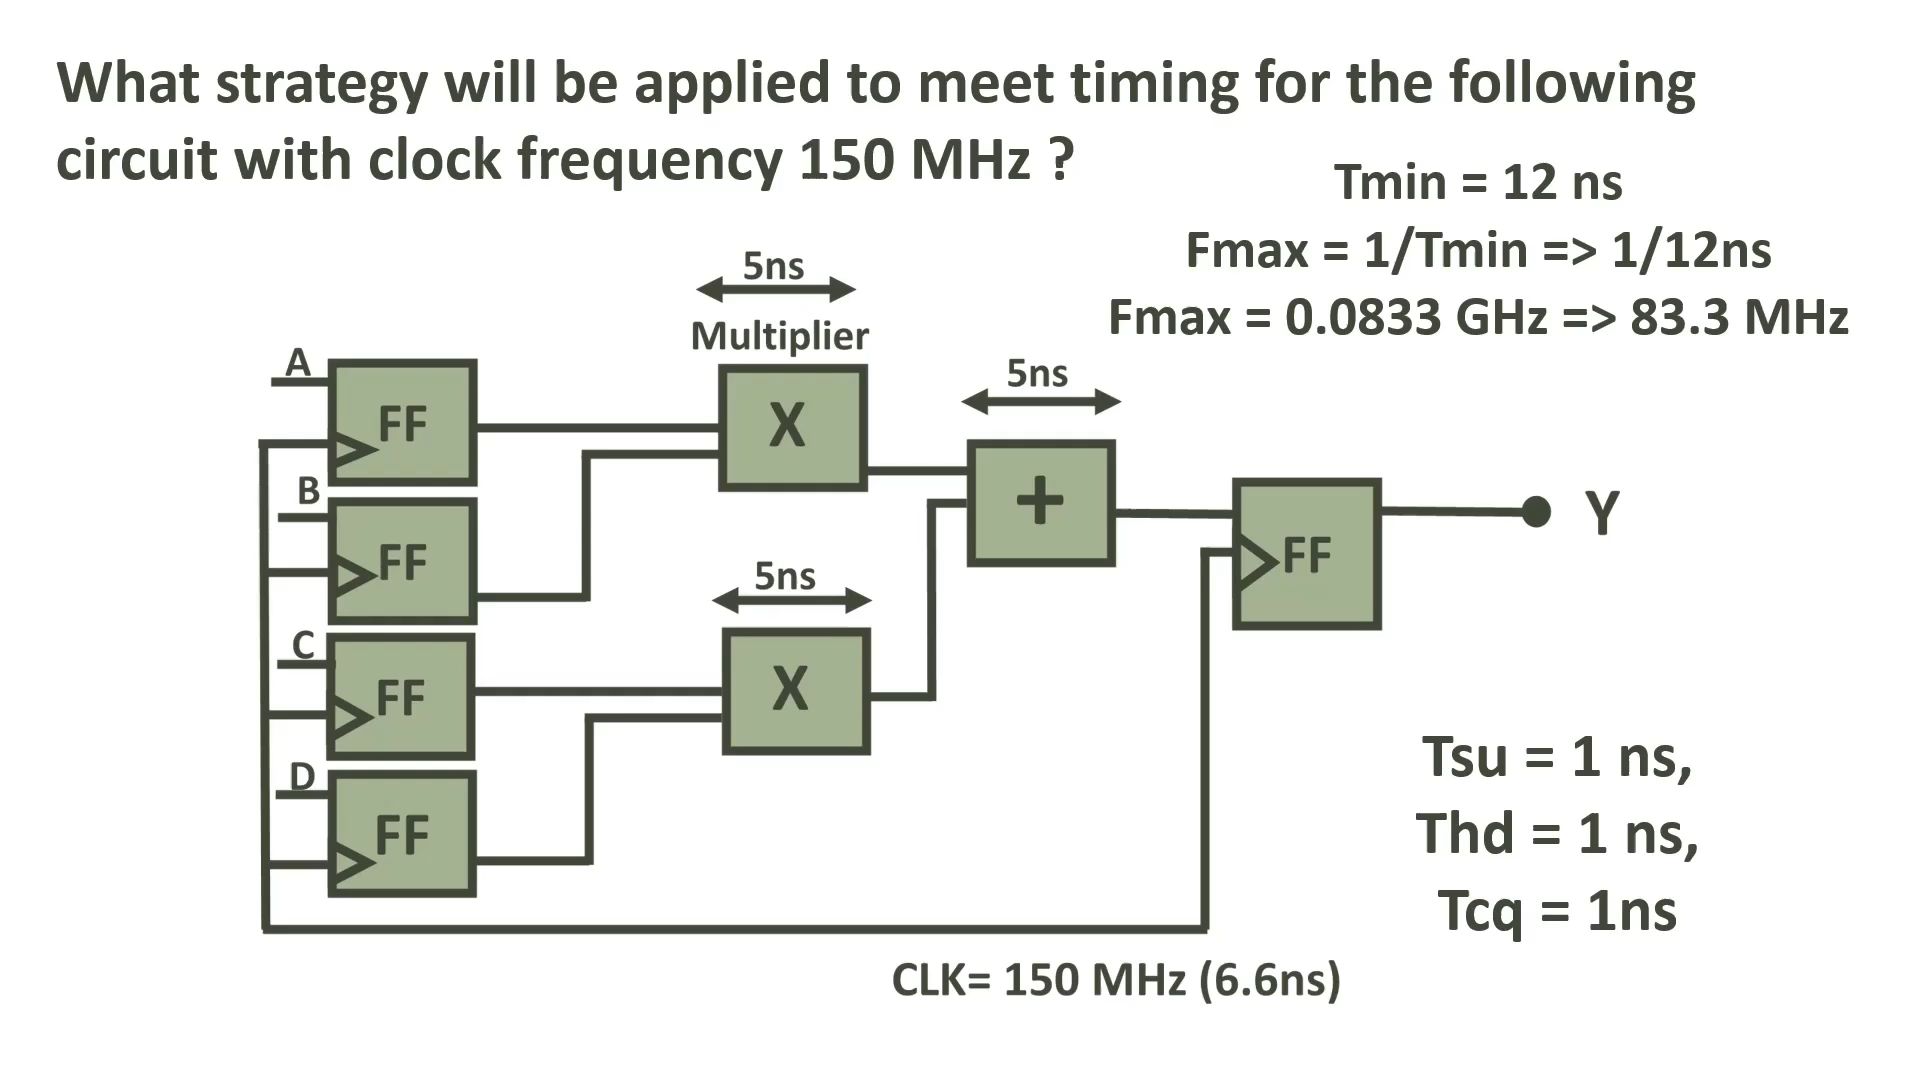 What strategy will be applied to meet timing for the following
circuit with clock frequency 150 MHz ?
Tmin = 12 ns
Fmax = 1/Tmin => 1/12ns
Fmax = 0.0833 GHz => 83.3 MHz
5ns
Multiplier
X
5ns
+
A
FF
B
FF
C
FF
D
FF
5ns
X
FF
Y
Tsu = 1 ns,
Thd = 1 ns,
Tcq = 1ns
CLK= 150 MHz (6.6ns)